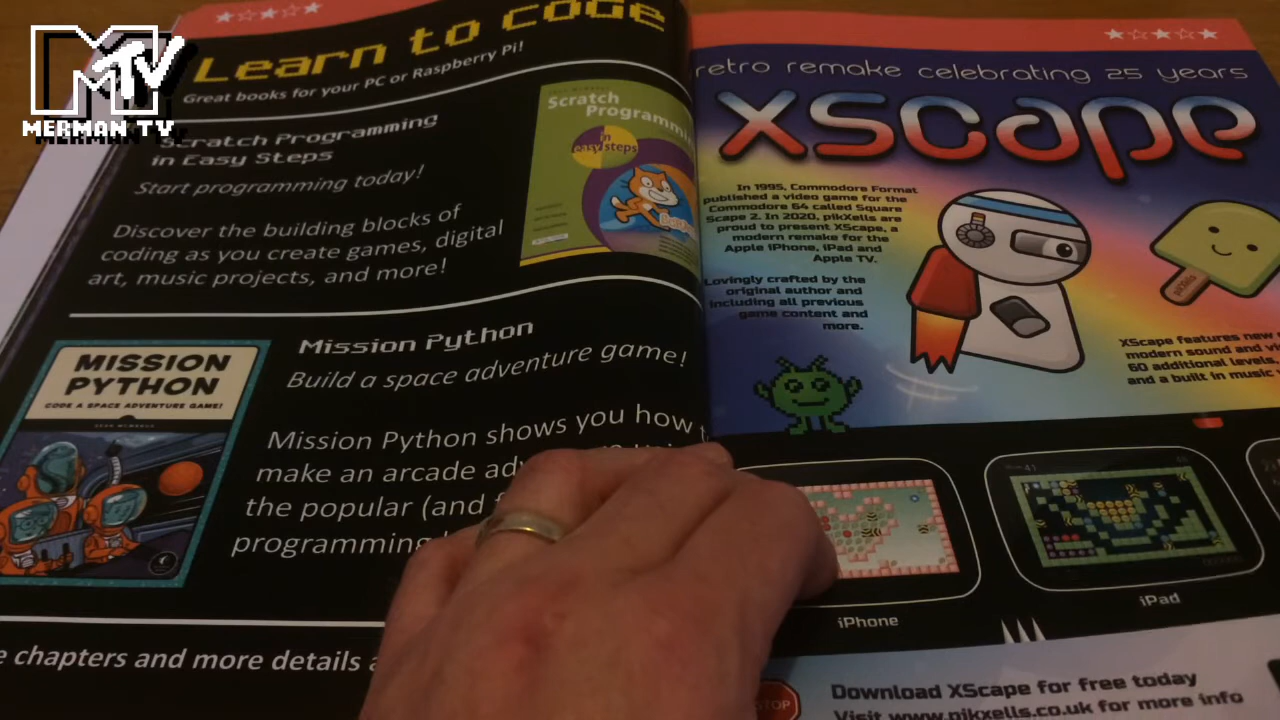 MTV
MERMAN TV
Learn to code
Great books for your PC or Raspberry Pi!
Scratch Programming
in Easy Steps
Start programming today!
Discover the building blocks of
coding as you create games, digital
art, music projects, and more!
Scratch
Programming
in
easy steps
Mission Python
Build a space adventure game!
Mission Python shows you how
make an arcade
the popular (and
programming
MISSION
PYTHON
CODE A SPACE ADVENTURE GAME!
chapters and more details
retro remake celebrating 25 years
xscape
In 1995, Commodore Format
published a video game for the
Commodore 64 called Square
Scape 2. In 2020, pikXells are
proud to present XScape, a
modern remake for the
Apple iPhone, iPad and
Apple TV.
Lovingly crafted by the
original author and
including all previous
game content and
more.
XScape features new
modern sound and
60 additional levels,
and a built in music
iPhone
iPad
STOP
Download XScape for free today
Visit www.pikxells.co.uk for more info